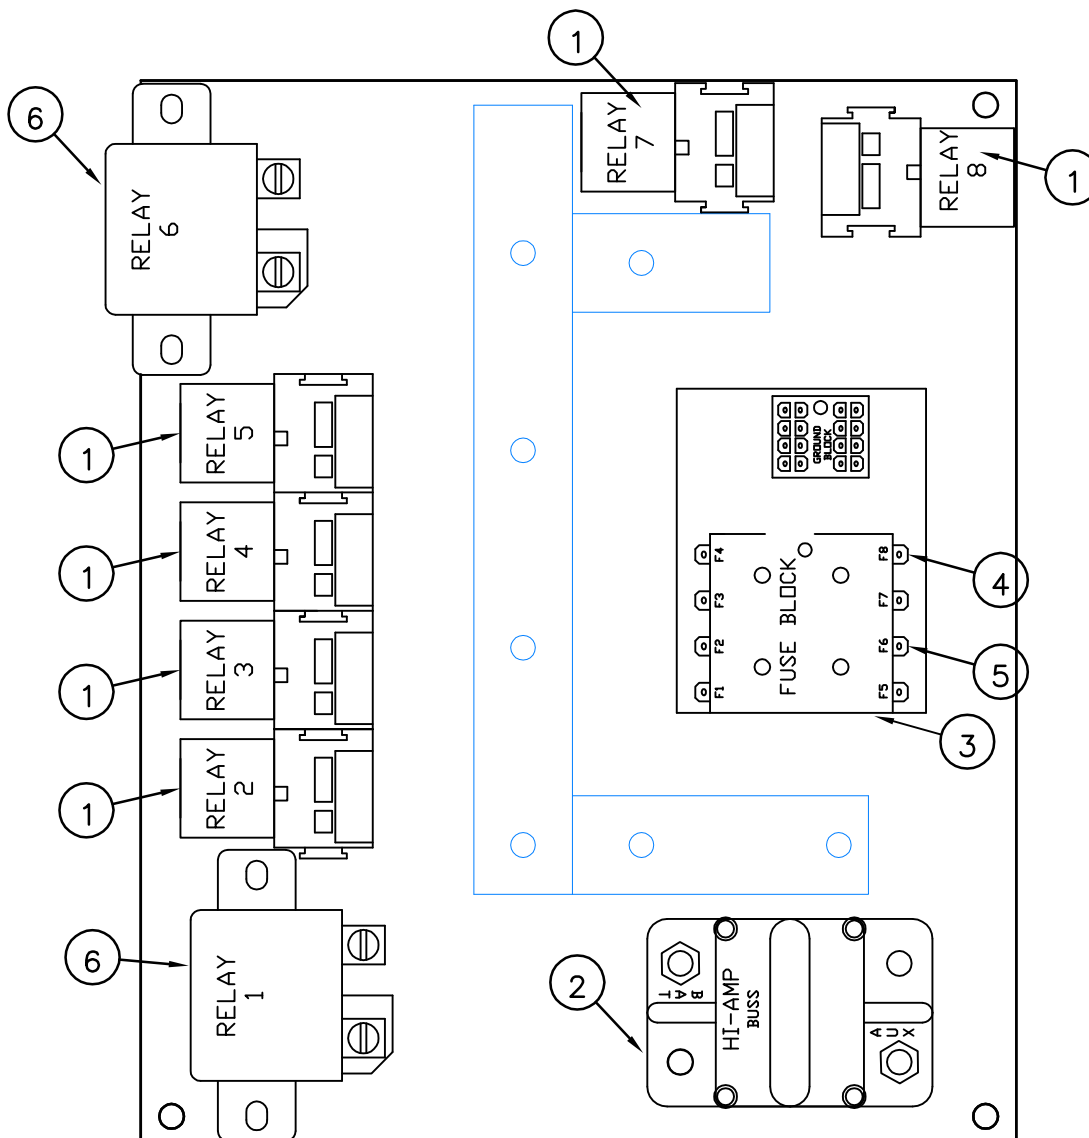 1
6
RELAY
7
RELAY
8
1
RELAY
6
RELAY
5
1
GROUND
BLOCK
RELAY
4
1
F4
F8
4
F3
F7
FUSE BLOCK
F2
F6
5
F1
F5
3
RELAY
3
1
RELAY
2
1
6
RELAY
1
2
BAT
HI-AMP
BUSS
AUX